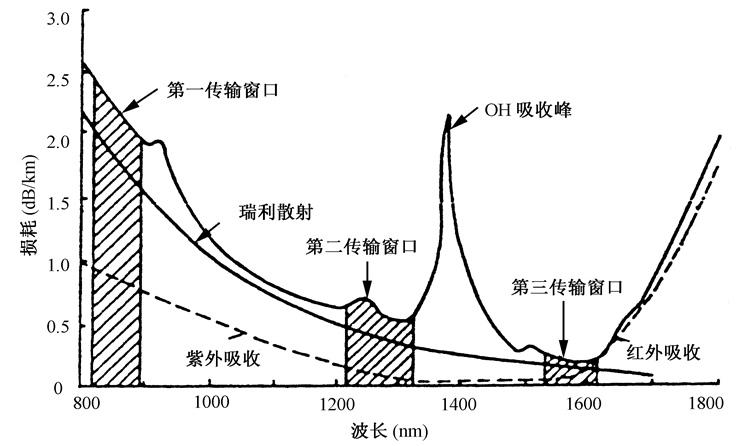 3.0
2.5
2.0
1.5
1.0
0.5
0
损耗 (dB/km)
第一传输窗口
OH 吸收峰
瑞利散射
第二传输窗口
第三传输窗口
紫外吸收
红外吸收
800
1000
1200
1400
1600
1800
波长 (nm)